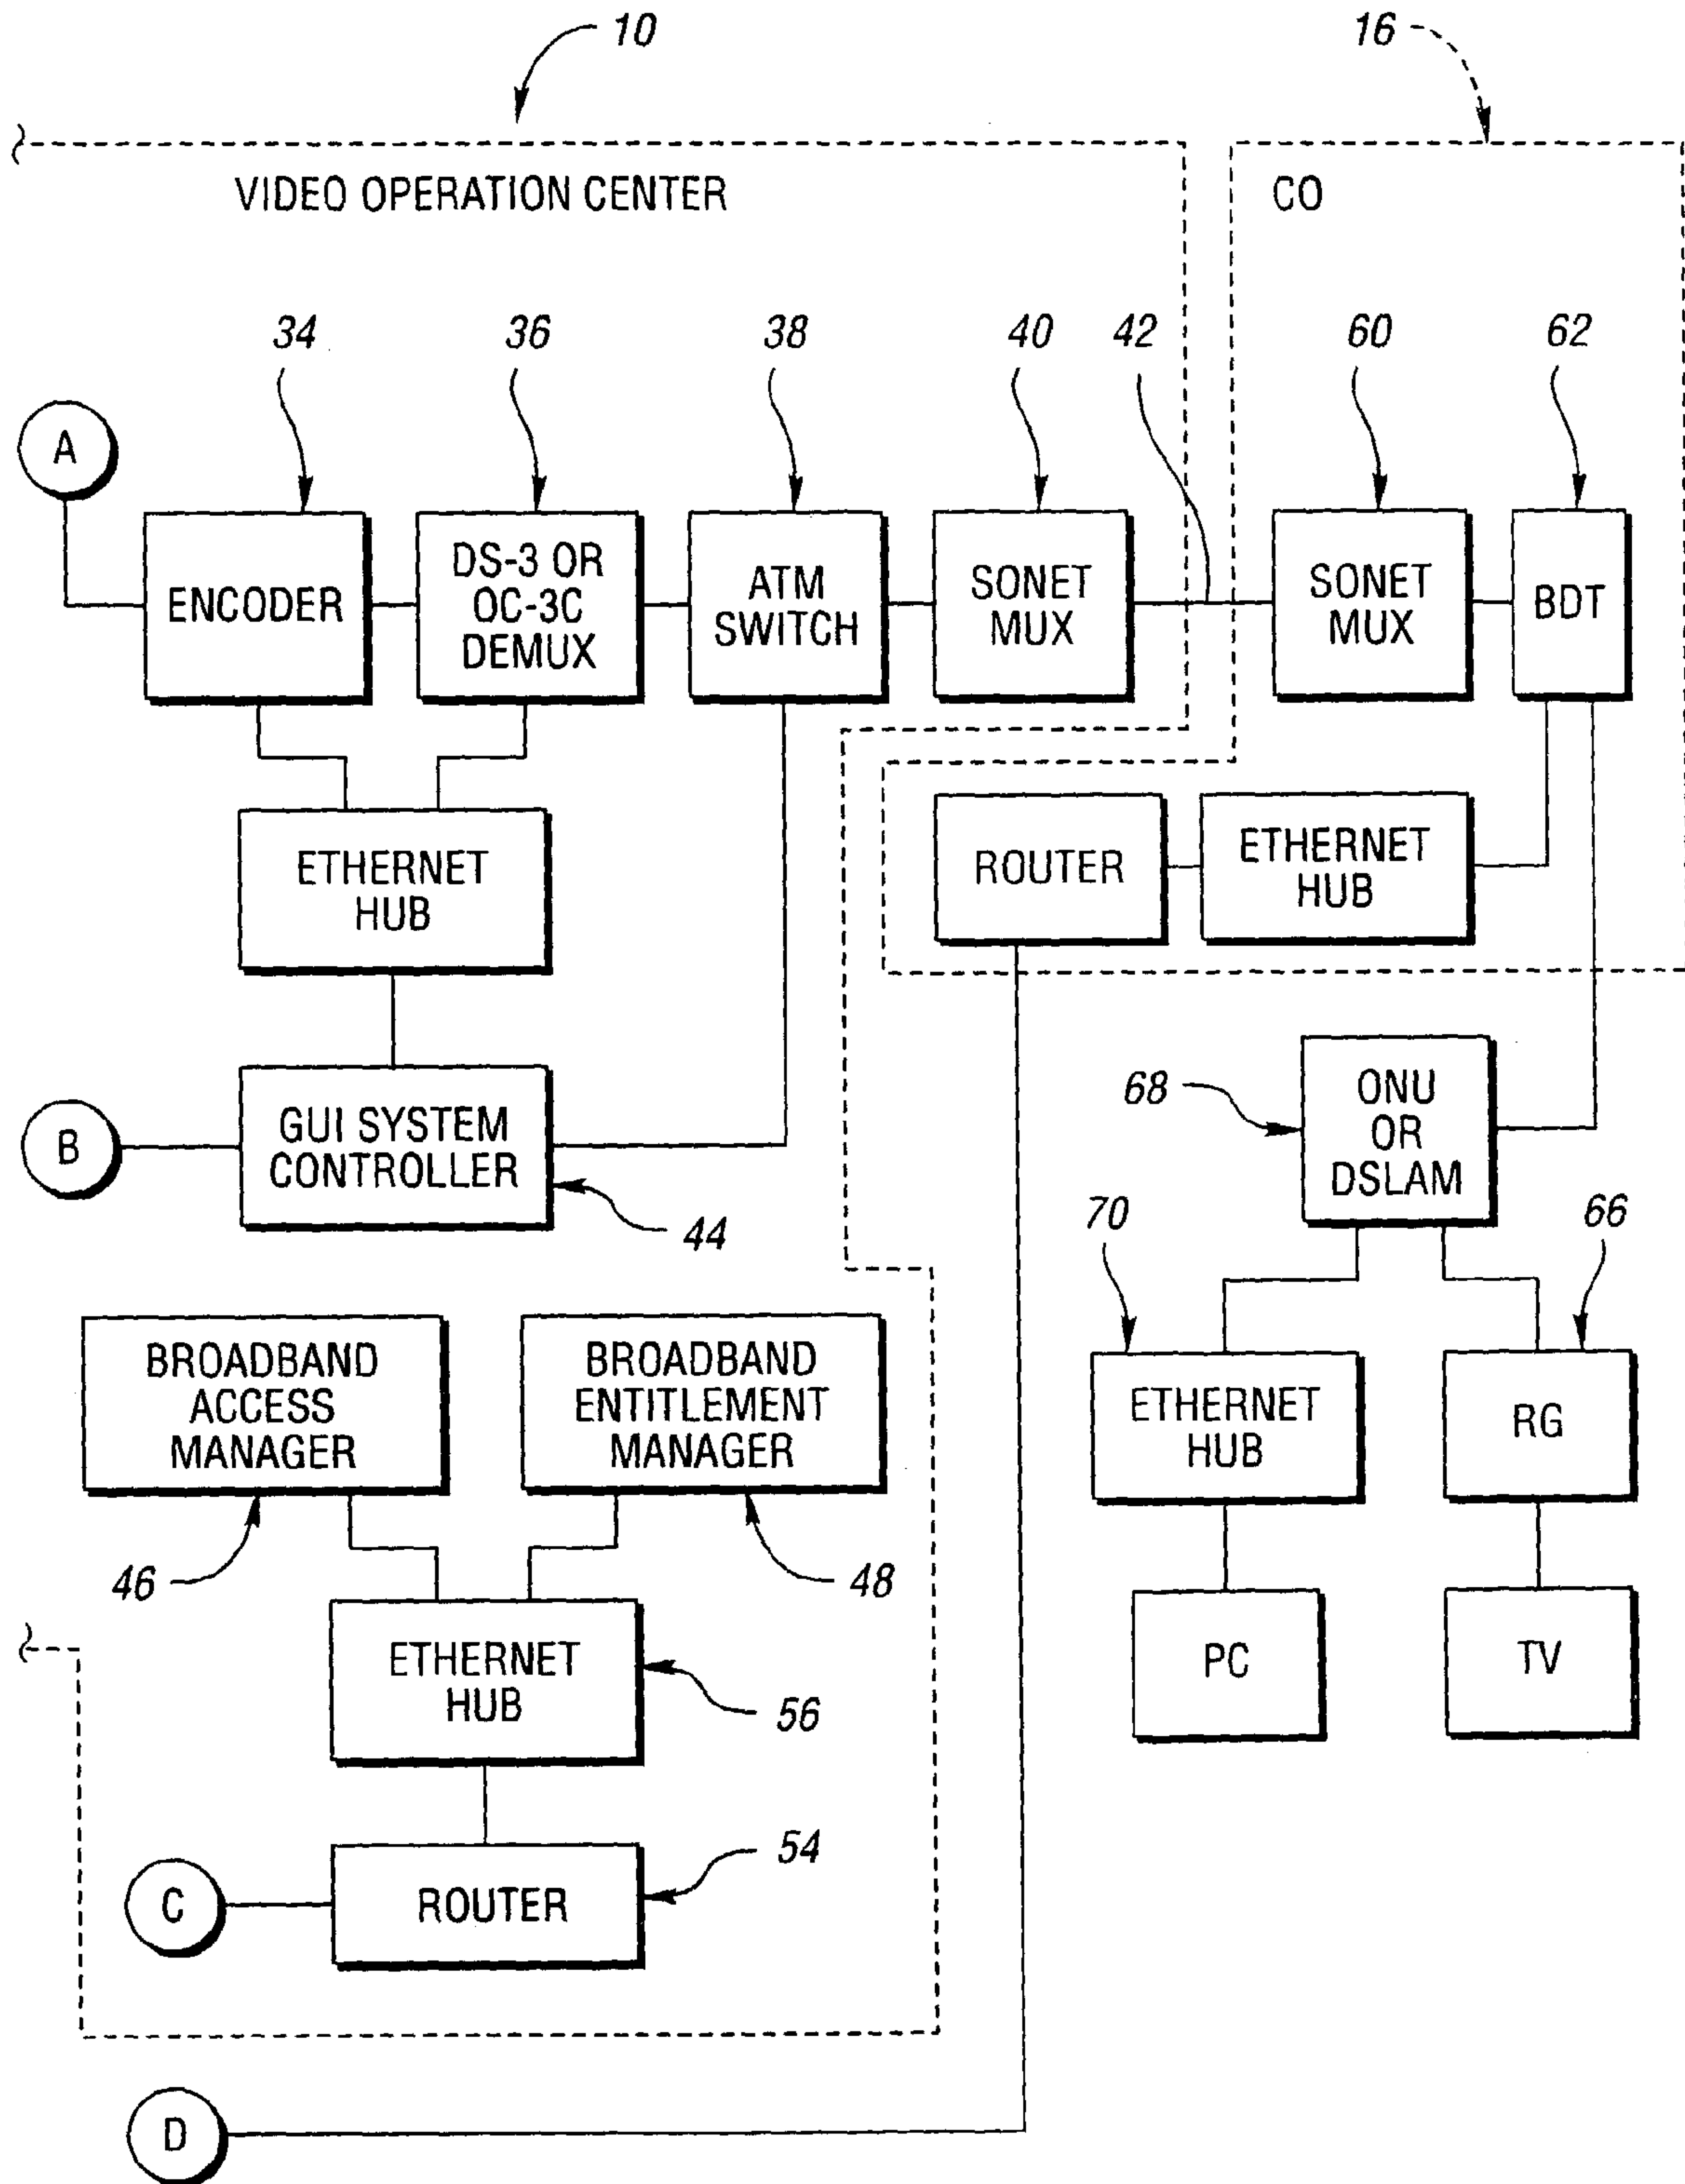 10
16
VIDEO OPERATION CENTER
CO
34
36
38
40
42
60
62
A
ENCODER
DS-3 OR
OC-3C
DEMUX
ATM
SWITCH
SONET
MUX
SONET
MUX
BDT
ETHERNET
HUB
ROUTER
ETHERNET
HUB
B
GUI SYSTEM
CONTROLLER
44
68
ONU
OR
DSLAM
70
66
BROADBAND
ACCESS
MANAGER
BROADBAND
ENTITLEMENT
MANAGER
ETHERNET
HUB
RG
46
48
ETHERNET
HUB
56
PC
TV
C
ROUTER
54
D